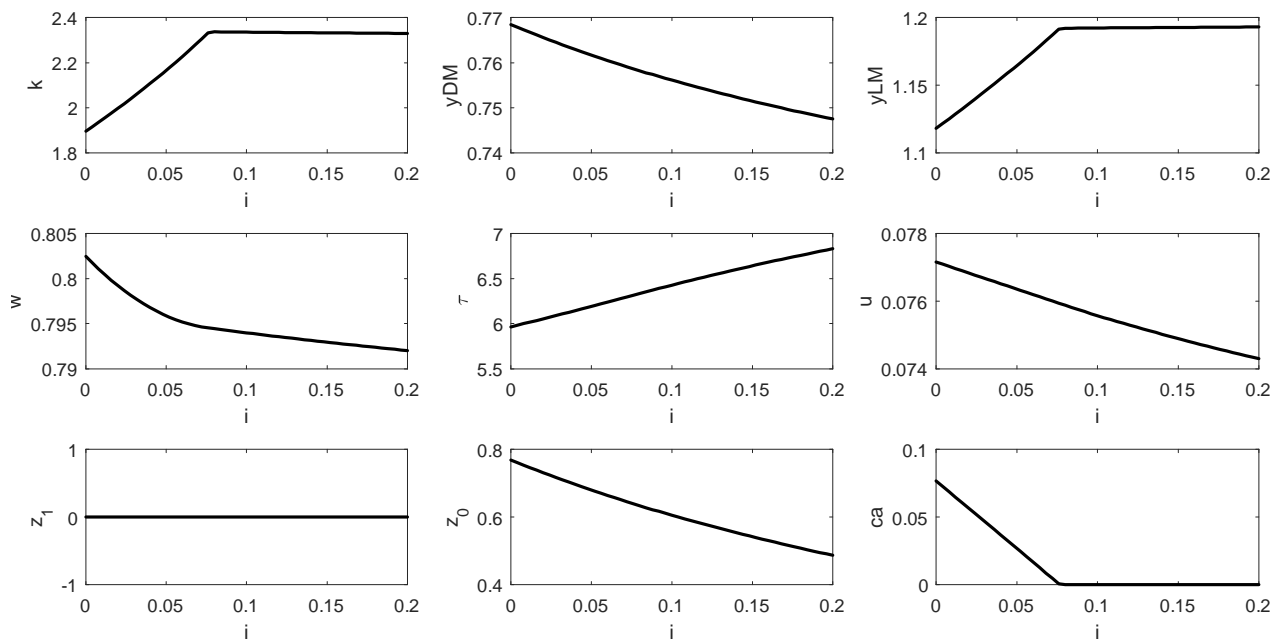 2.4
2.2
2
1.8
k
0 0.05 0.1 0.15 0.2
i
0.77
0.76
0.75
0.74
yDM
0 0.05 0.1 0.15 0.2
i
1.2
1.15
1.1
yLM
0 0.05 0.1 0.15 0.2
i
0.805
0.8
0.795
0.79
w
0 0.05 0.1 0.15 0.2
i
7
6.5
6
5.5
τ
0 0.05 0.1 0.15 0.2
i
0.078
0.076
0.074
u
0 0.05 0.1 0.15 0.2
i
1
0
-1
z_1
0 0.05 0.1 0.15 0.2
i
0.8
0.6
0.4
z_0
0 0.05 0.1 0.15 0.2
i
0.1
0.05
0
ca
0 0.05 0.1 0.15 0.2
i